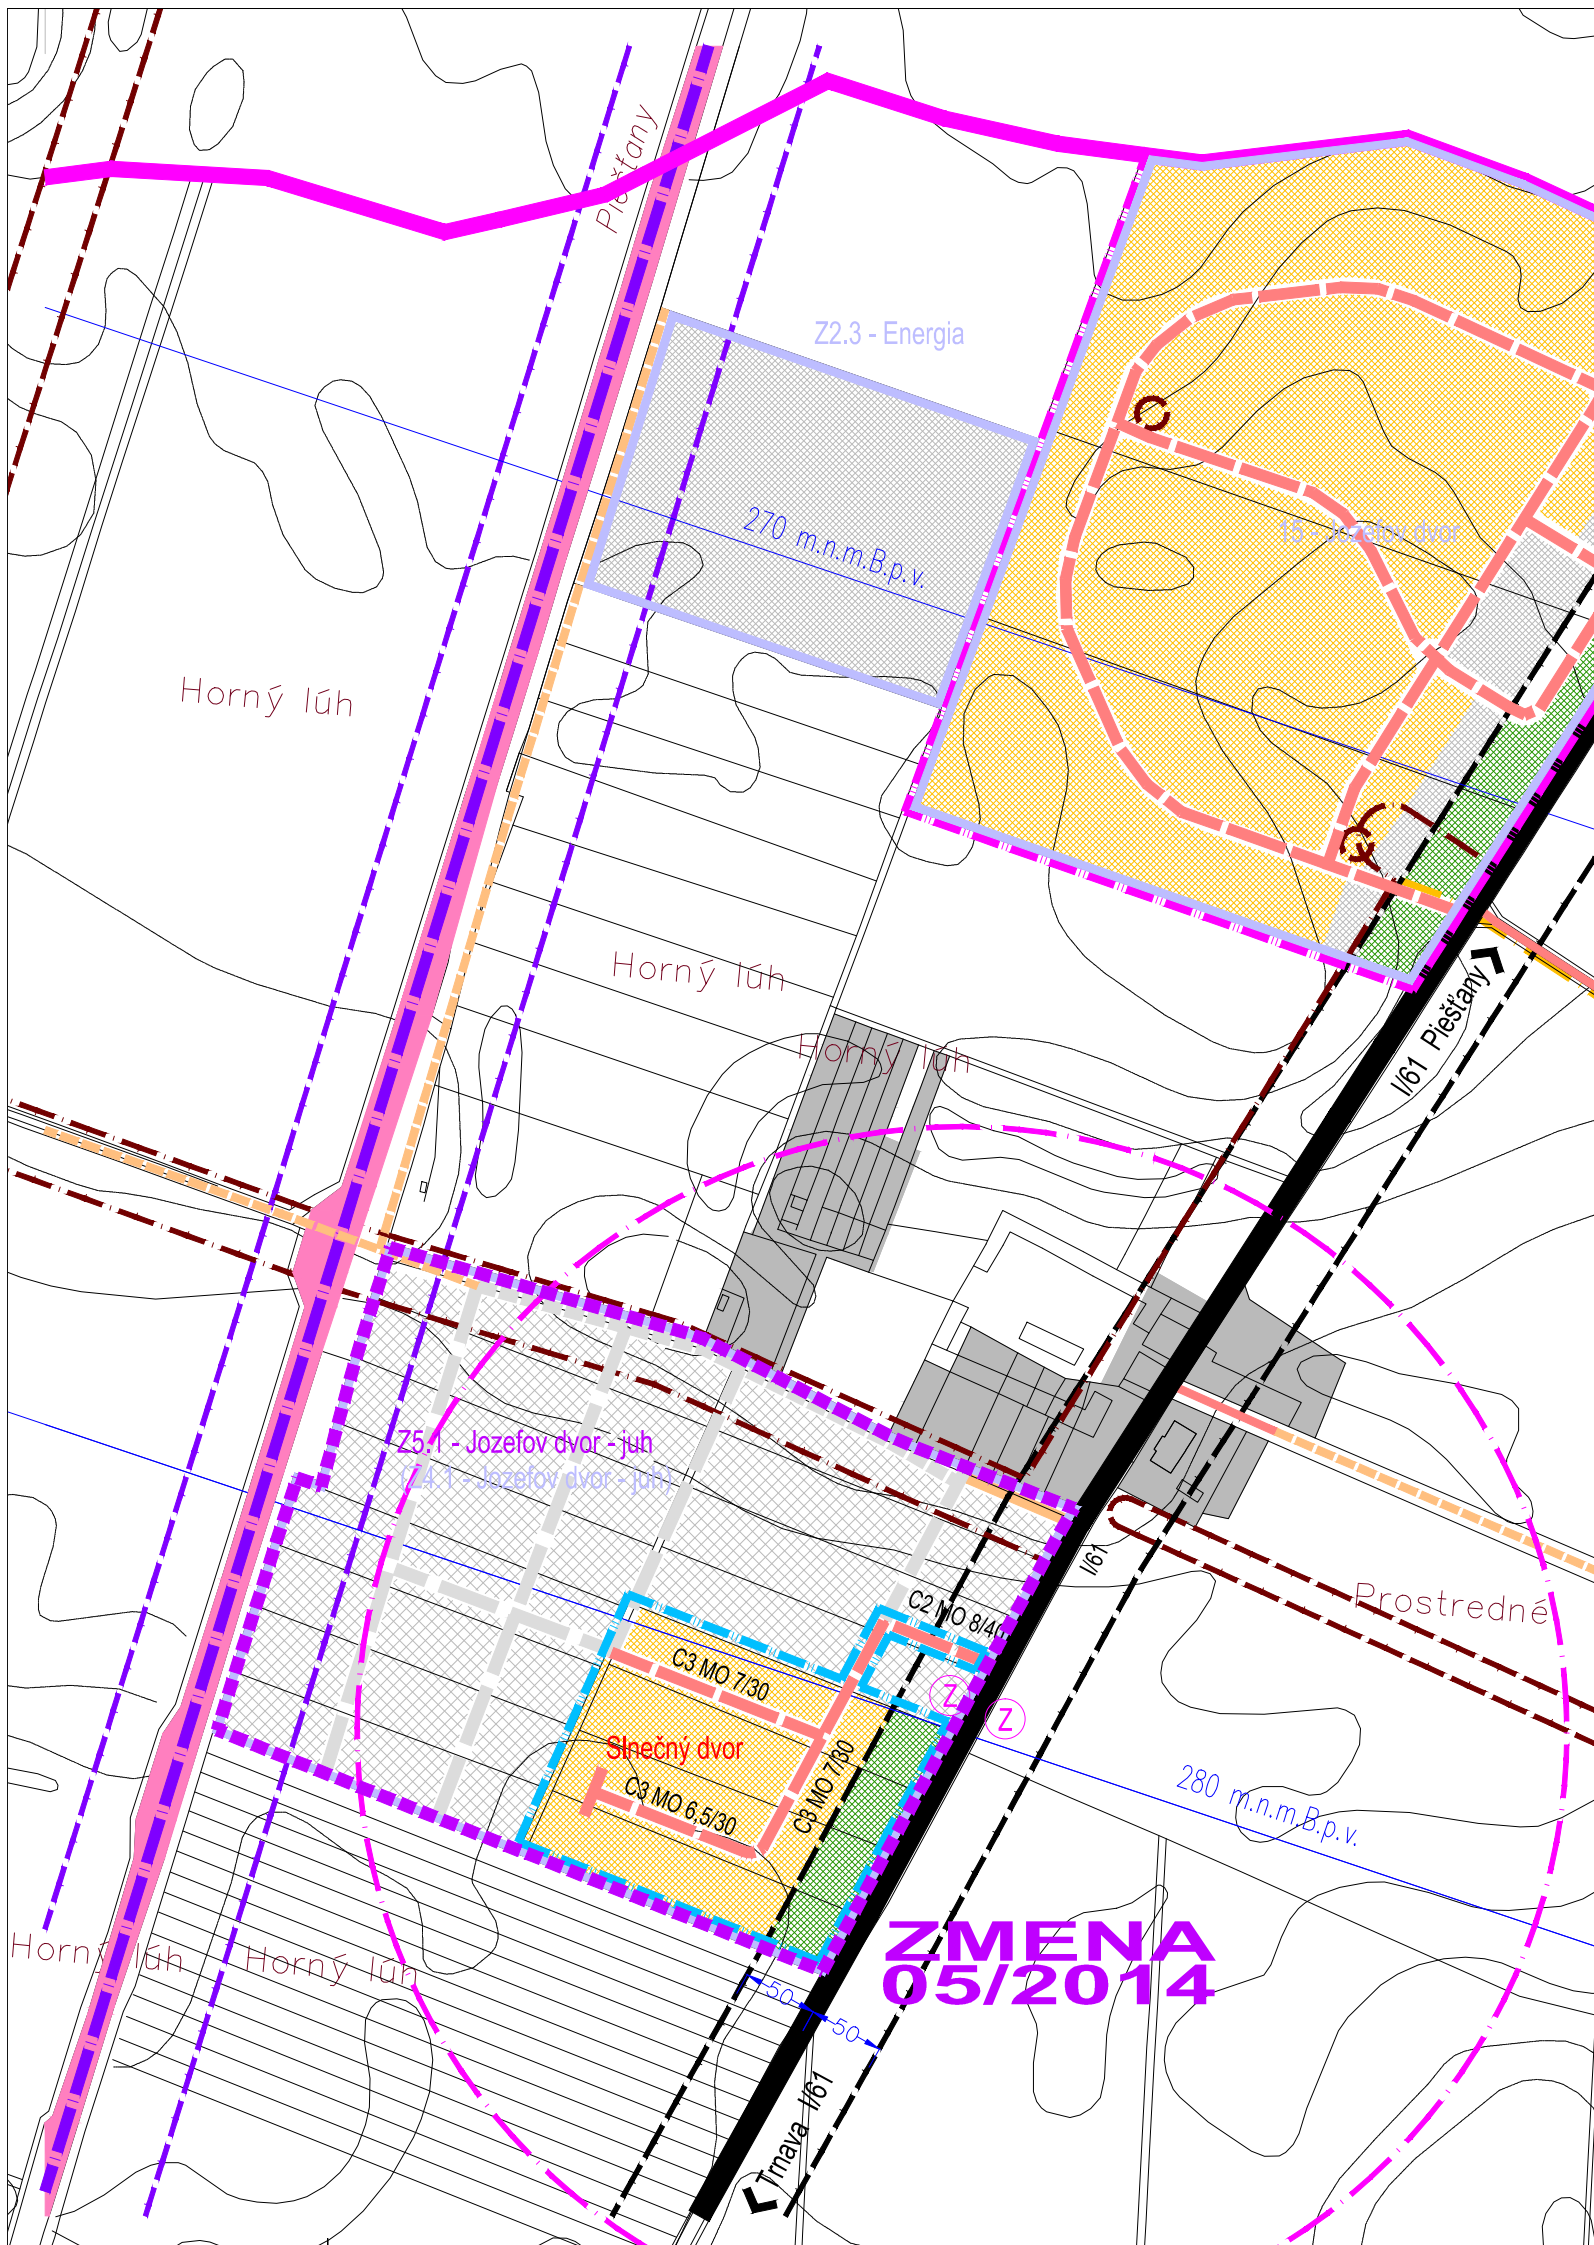 Piešťany
Z2.3 - Energia
270 m.n.m.B.p.v.
15 - Jozefov dvor
Horný lúh
Horný lúh
Horný lúh
I/61 Piešťany
Z5.1 - Jozefov dvor - juh
(Z4.1 - Jozefov dvor - juh)
I/61
C2 MO 8/40
Prostredné
C3 MO 7/30
Z
Z
Slnečný dvor
C3 MO 7/30
C3 MO 6,5/30
280 m.n.m.B.p.v.
Horný lúh
Horný lúh
ZMENA
05/2014
50
50
Trnava I/61